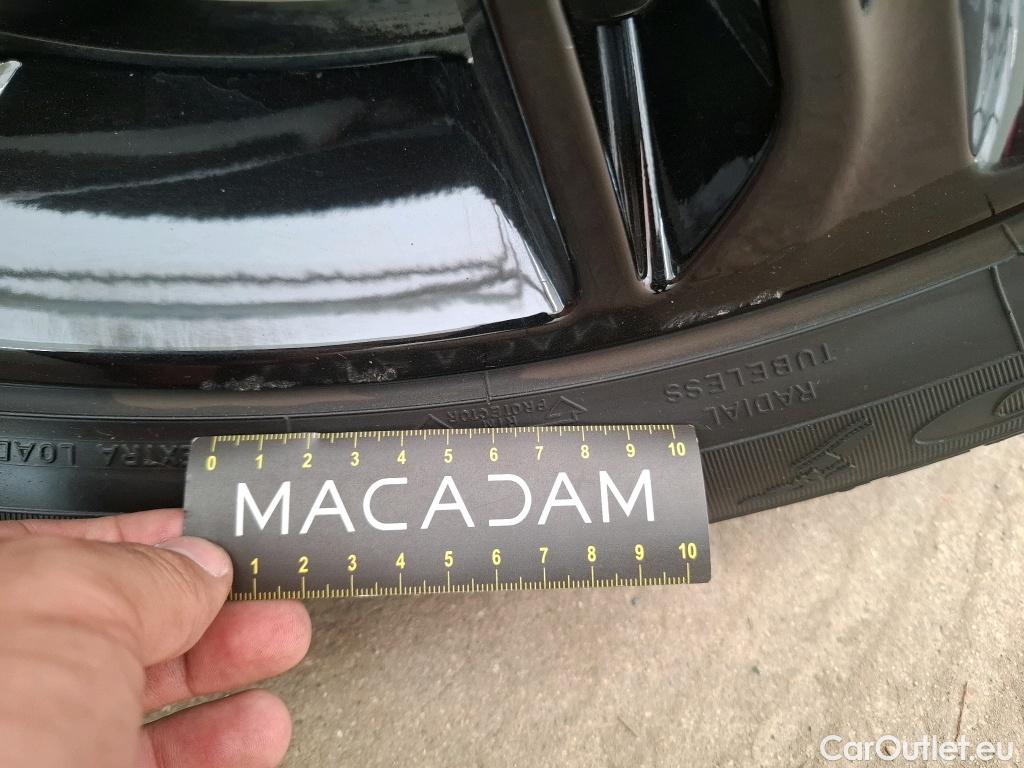 TUBELESS
RADIAL
RIM
PROTECTOR
EXTRA LOAD
0 1 2 3 4 5 6 7 8 9 10
MACADAM
1 2 3 4 5 6 7 8 9 10
CarOutlet.eu